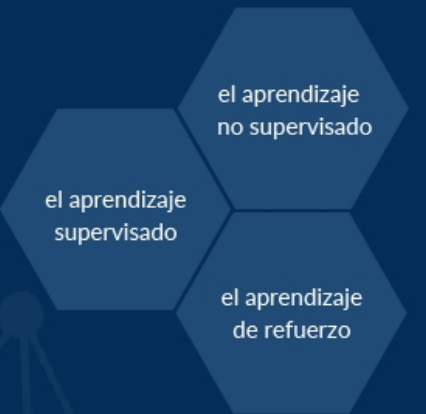 el aprendizaje
no supervisado
el aprendizaje
supervisado
el aprendizaje
de refuerzo